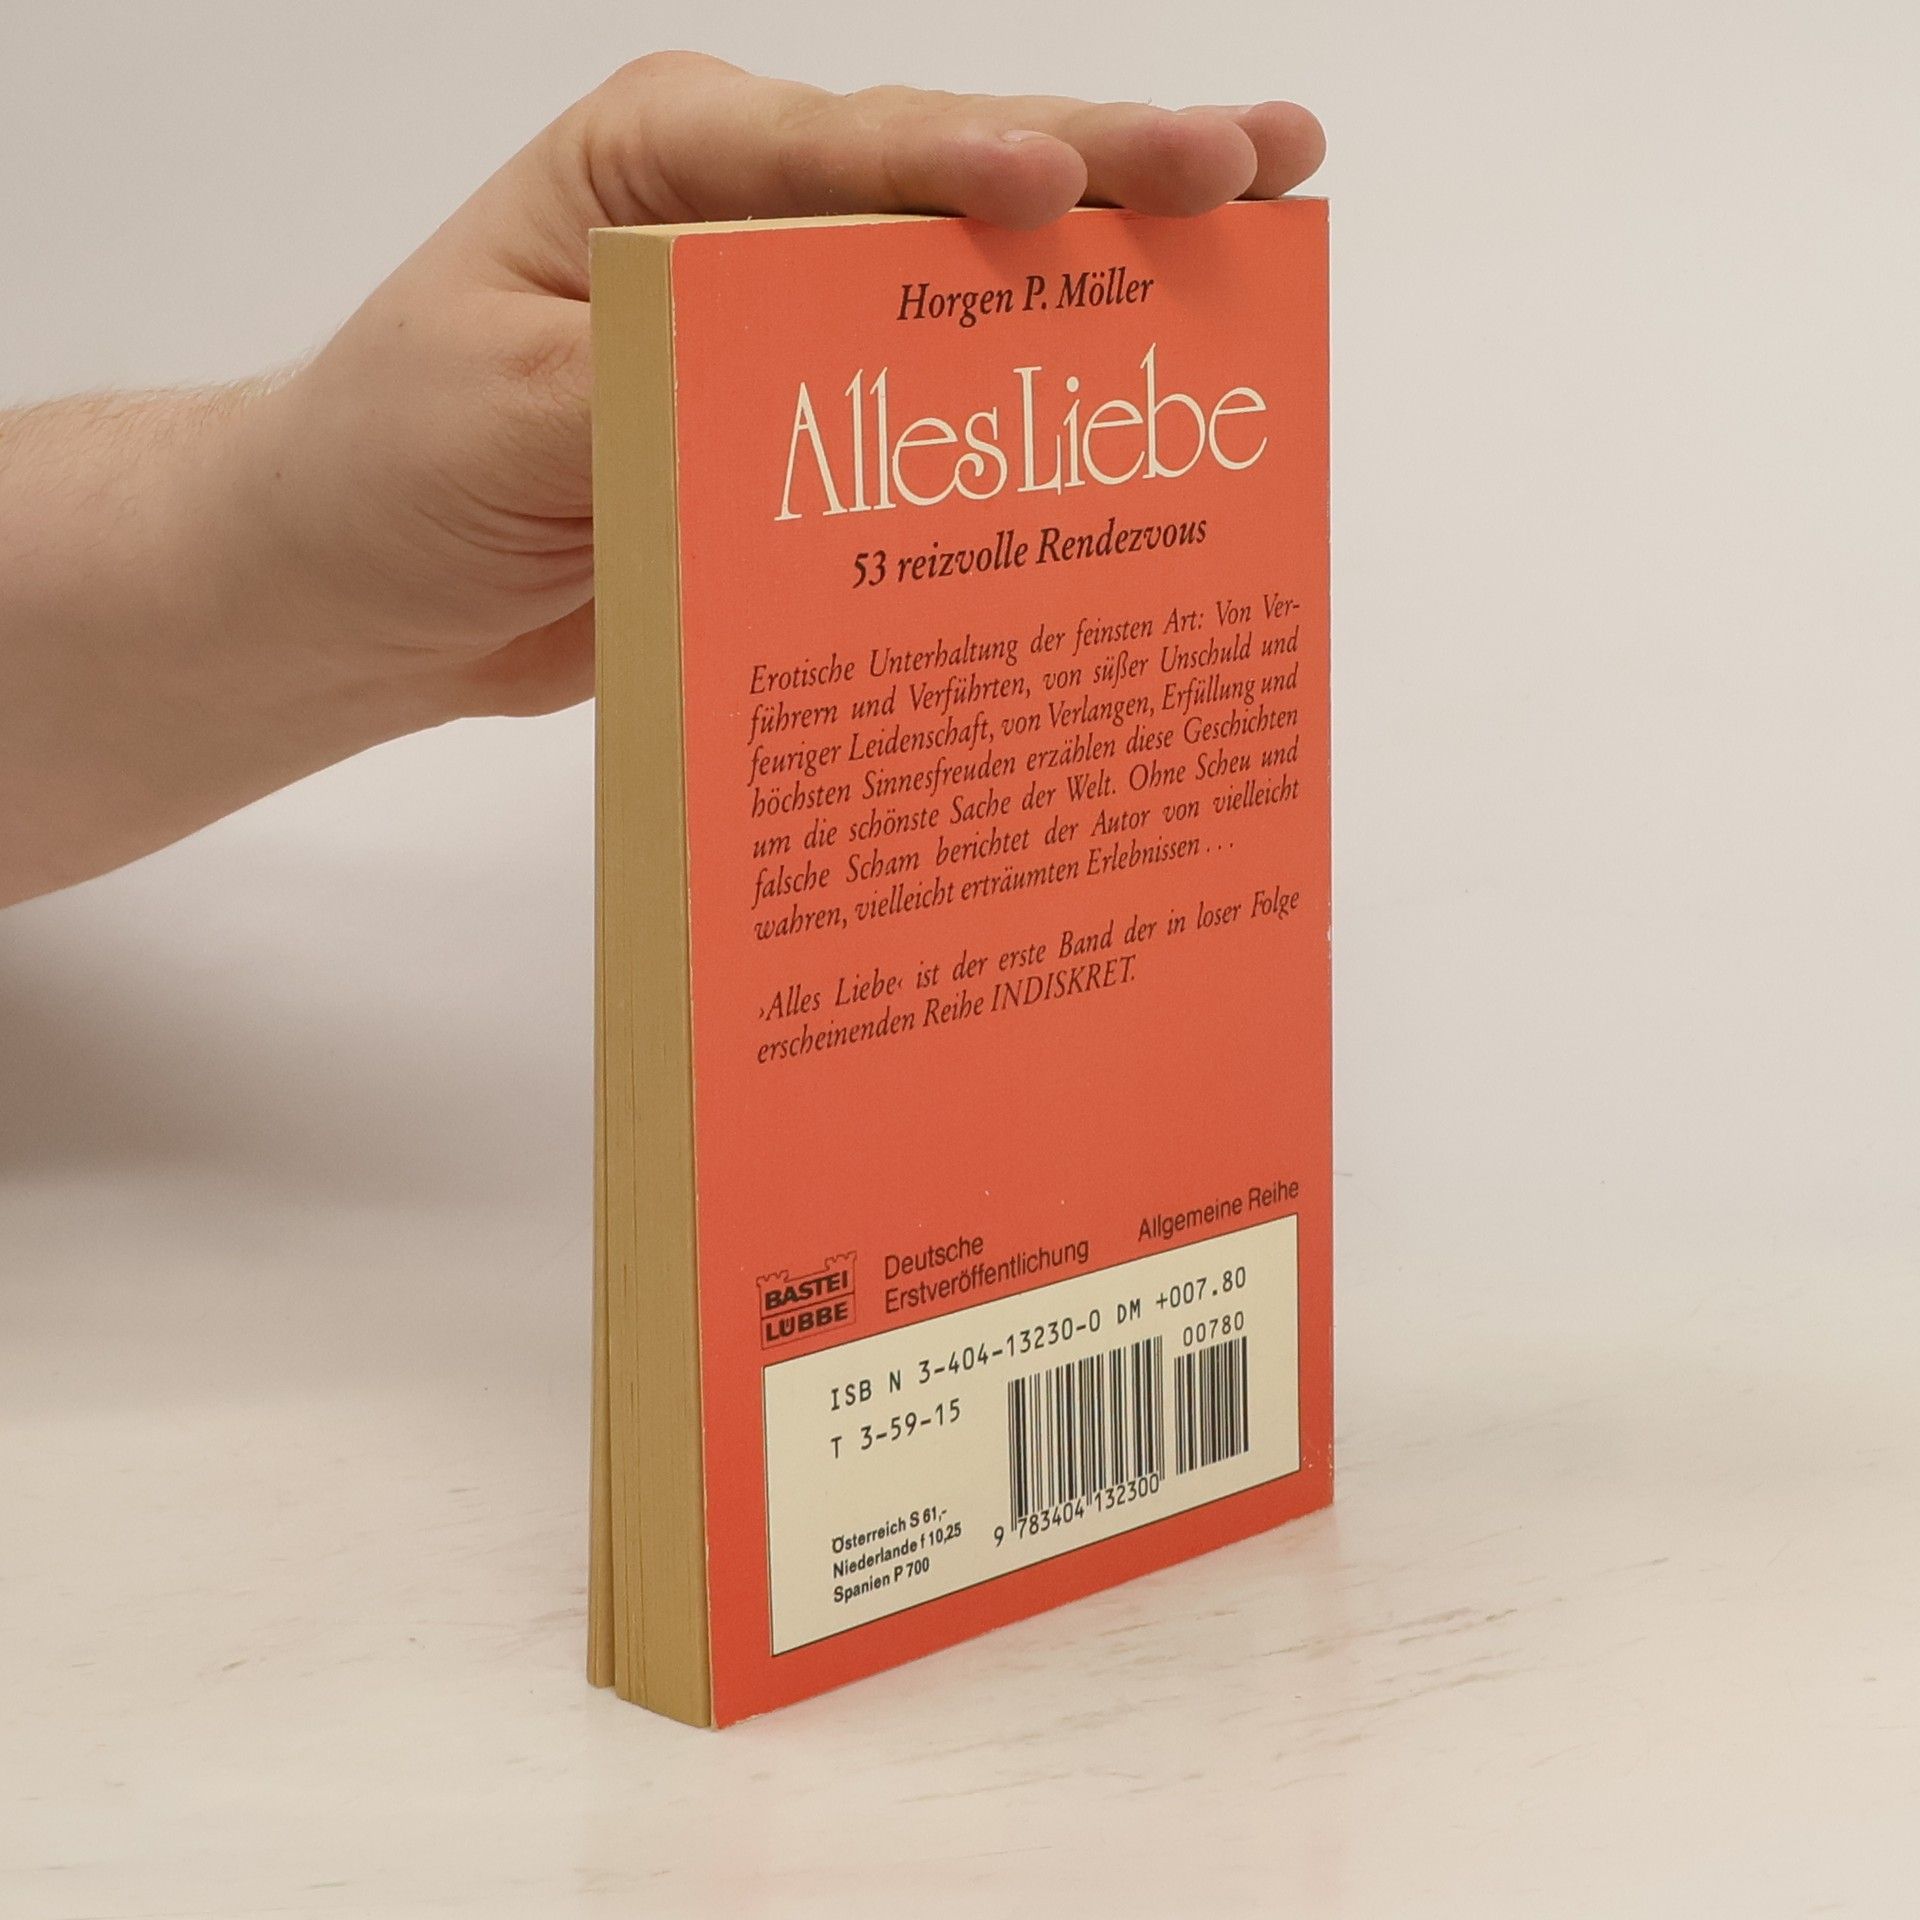 Horgen P. Möller
Alles Liebe
53 reizvolle Rendezvous
Erotische Unterhaltung der feinsten Art: Von Ver-
führern und Verführten, von süßer Unschuld und
feuriger Leidenschaft, von Verlangen, Erfüllung und
höchsten Sinnesfreuden erzählen diese Geschichten
um die schönste Sache der Welt. Ohne Scheu und
falsche Scham berichtet der Autor von vielleicht
wahren, vielleicht erträumten Erlebnissen . . .
›Alles Liebe‹ ist der erste Band der in loser Folge
erscheinenden Reihe INDISKRET.
BASTEI
LÜBBE
Deutsche
Erstveröffentlichung
Allgemeine Reihe
ISB N 3-404-13230-0 DM +007.80
T 3-59-15
00780
9 783404 132300
Österreich S 61,-
Niederlande f 10,25
Spanien P 700